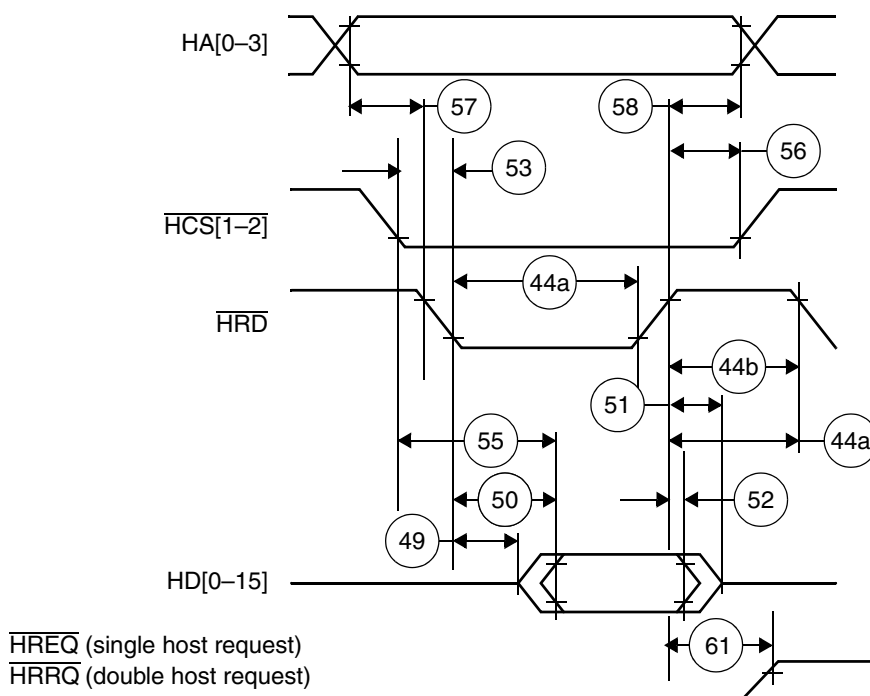 HA[0–3]
57
58
53
56
HCS[1–2]
44a
HRD
44b
51
55
44a
50
52
49
HD[0–15]
HREQ (single host request)
61
HRRQ (double host request)